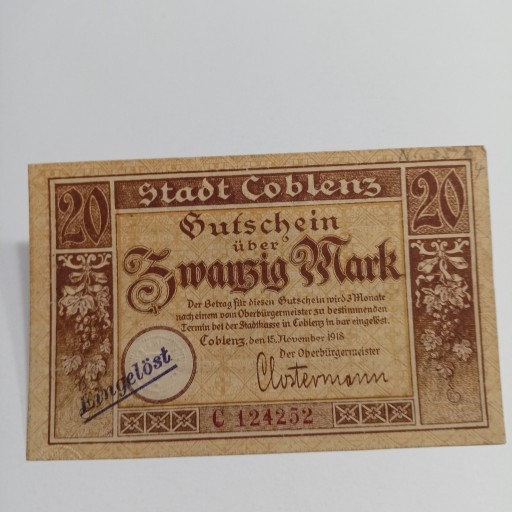 20
Stadt Coblenz
20
Gutschein
über
Zwanzig Mark
Der Betrag für diesen Gutschein wird 3 Monate
nach einem vom Oberbürgermeister zu bestimmenden
Termin bei der Stadtkasse in Coblenz in bar eingelöst.
Coblenz, den 15. November 1918
Der Oberbürgermeister
Clostermann
Eingelöst
C 124252